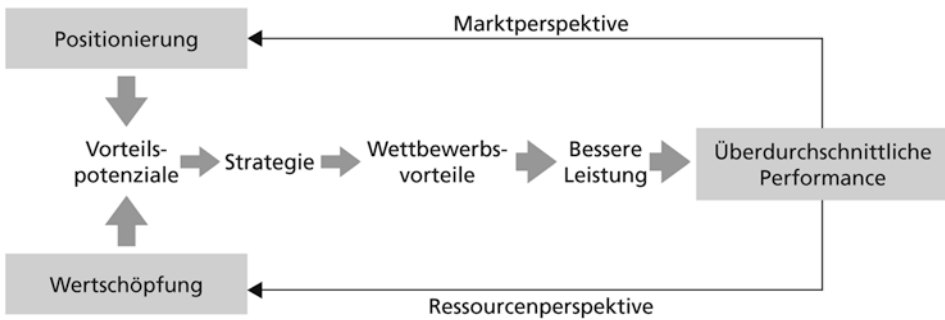 Marktperspektive
Positionierung
Vorteils-
potenziale
Strategie
Wettbewerbs-
vorteile
Bessere
Leistung
Überdurchschnittliche
Performance
Wertschöpfung
Ressourcenperspektive